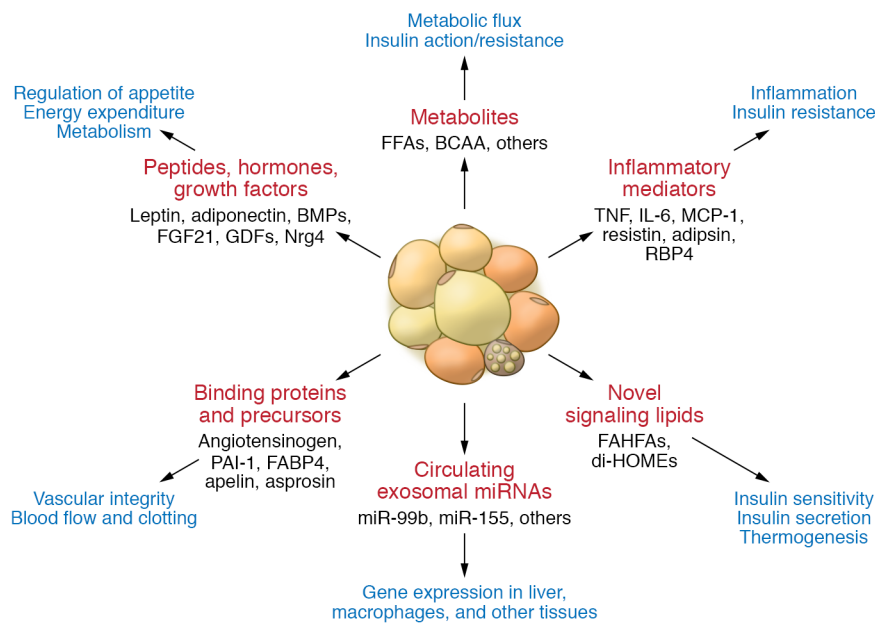 Metabolic flux
Insulin action/resistance
Metabolites
FFAs, BCAA, others
Regulation of appetite
Energy expenditure
Metabolism
Peptides, hormones,
growth factors
Leptin, adiponectin, BMPs,
FGF21, GDFs, Nrg4
Inflammation
Insulin resistance
Inflammatory
mediators
TNF, IL-6, MCP-1,
resistin, adipsin,
RBP4
Binding proteins
and precursors
Angiotensinogen,
PAI-1, FABP4,
apelin, asprosin
Vascular integrity
Blood flow and clotting
Circulating
exosomal miRNAs
miR-99b, miR-155, others
Gene expression in liver,
macrophages, and other tissues
Novel
signaling lipids
FAHFAs,
di-HOMEs
Insulin sensitivity
Insulin secretion
Thermogenesis